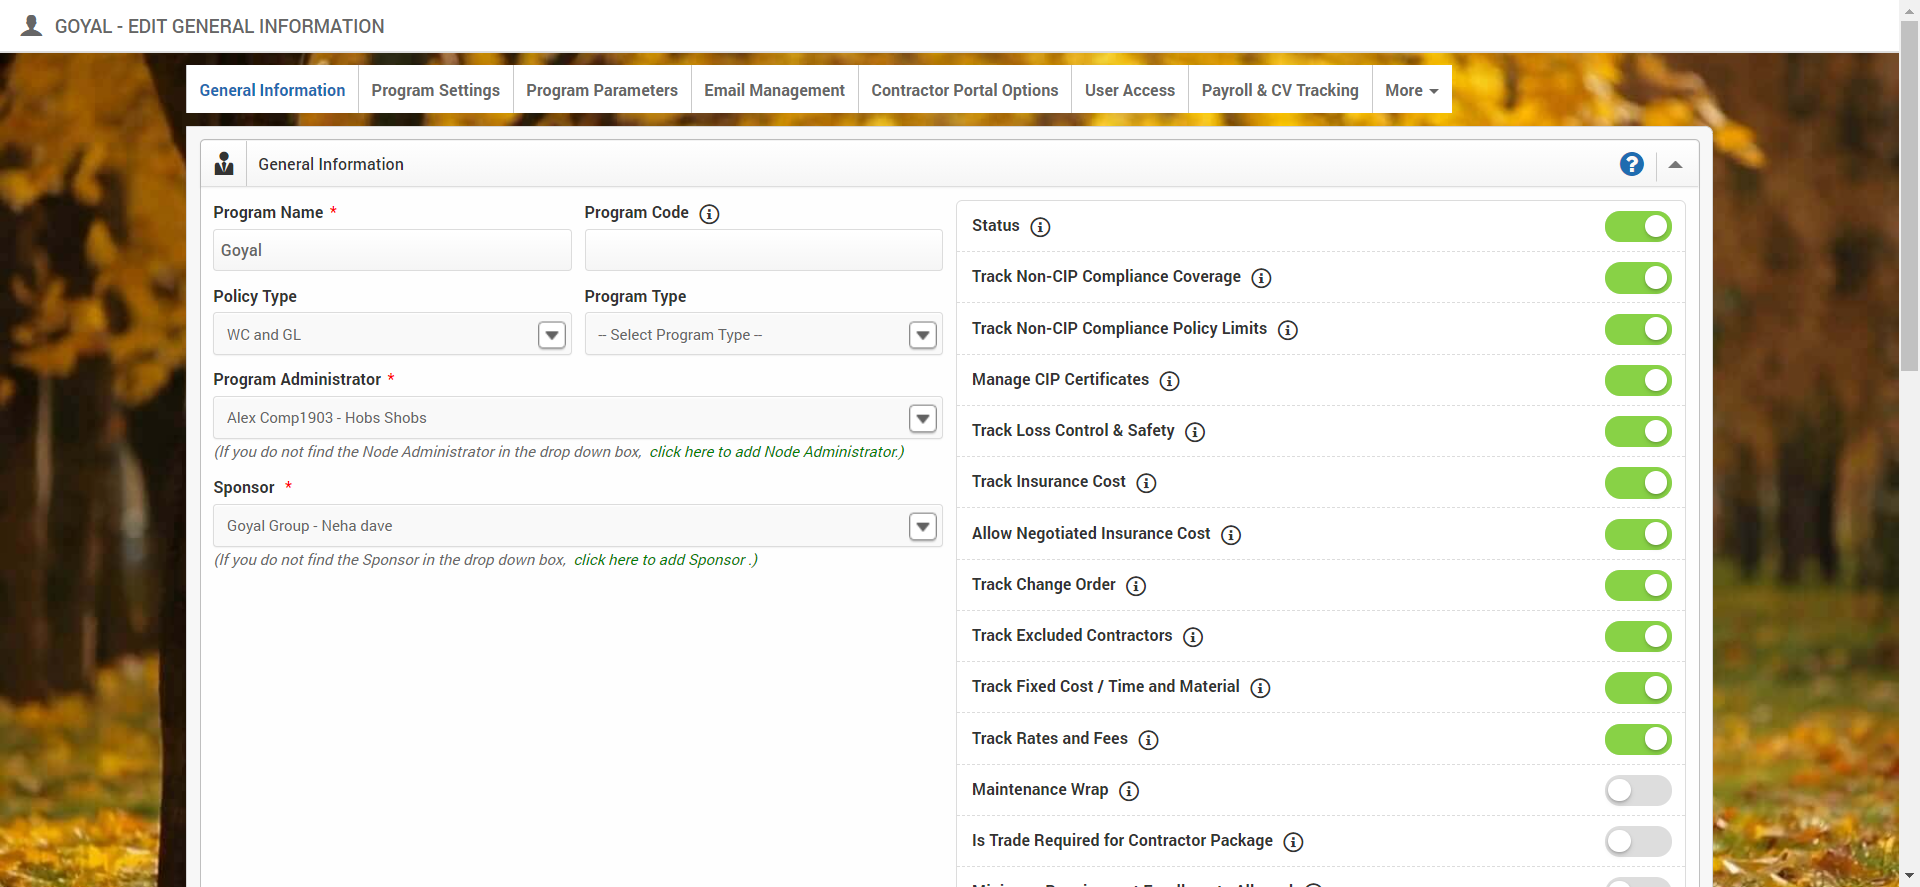 GOYAL - EDIT GENERAL INFORMATION
General Information
Program Settings
Program Parameters
Email Management
Contractor Portal Options
User Access
Payroll & CV Tracking
More
General Information
Program Name *
Program Code
Goyal
Policy Type
Program Type
WC and GL
-- Select Program Type --
Program Administrator *
Alex Comp1903 - Hobs Shobs
(If you do not find the Node Administrator in the drop down box, click here to add Node Administrator.)
Sponsor *
Goyal Group - Neha dave
(If you do not find the Sponsor in the drop down box, click here to add Sponsor .)
Status
Track Non-CIP Compliance Coverage
Track Non-CIP Compliance Policy Limits
Manage CIP Certificates
Track Loss Control & Safety
Track Insurance Cost
Allow Negotiated Insurance Cost
Track Change Order
Track Excluded Contractors
Track Fixed Cost / Time and Material
Track Rates and Fees
Maintenance Wrap
Is Trade Required for Contractor Package